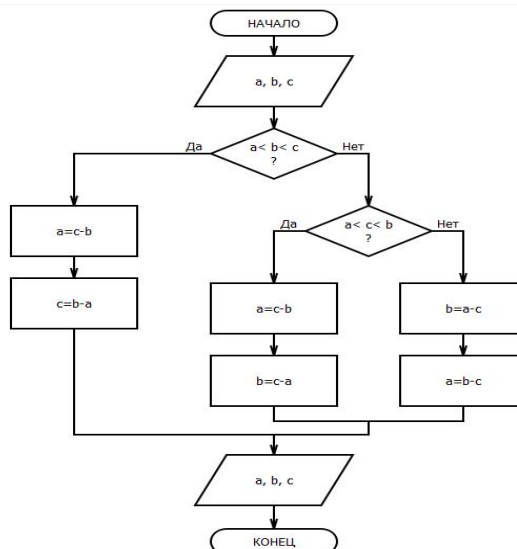 НАЧАЛО
a, b, c
a< b< c
?
Да
Нет
a=c-b
c=b-a
a< c< b
?
Да
Нет
a=c-b
b=c-a
b=a-c
a=b-c
a, b, c
КОНЕЦ